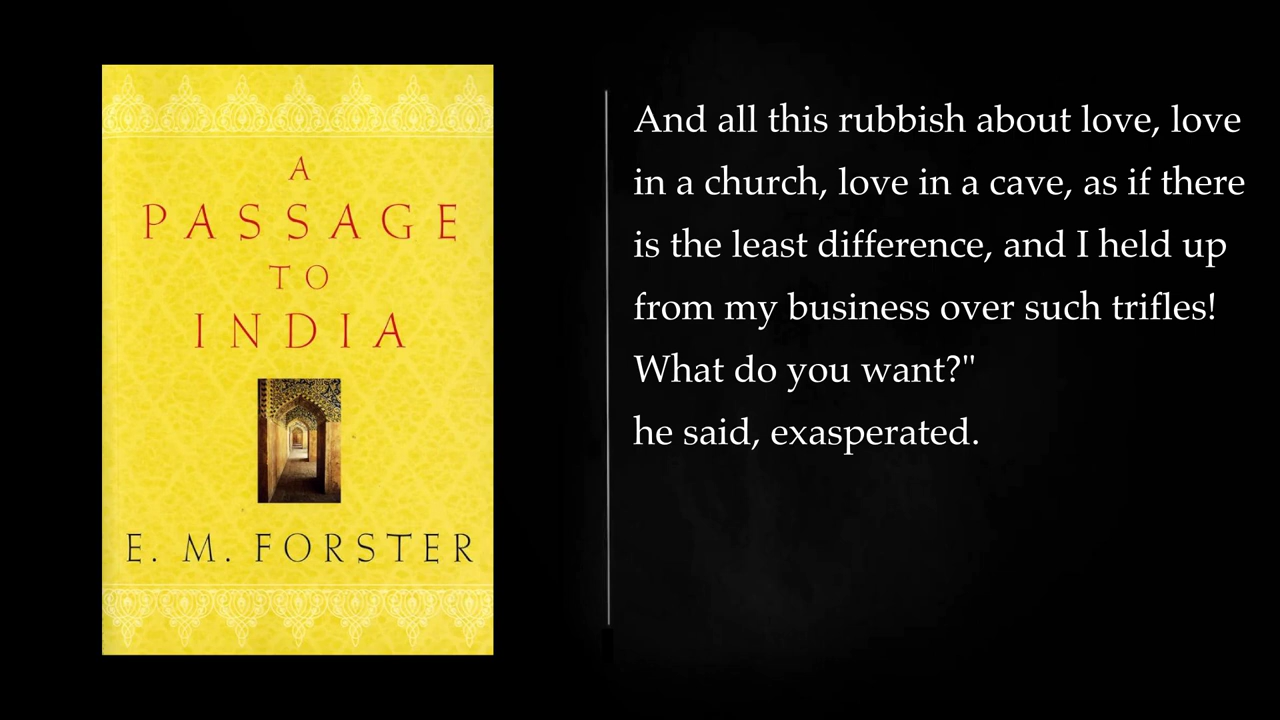 A
PASSAGE
TO
INDIA
E. M. FORSTER
And all this rubbish about love, love
in a church, love in a cave, as if there
is the least difference, and I held up
from my business over such trifles!
What do you want?"
he said, exasperated.